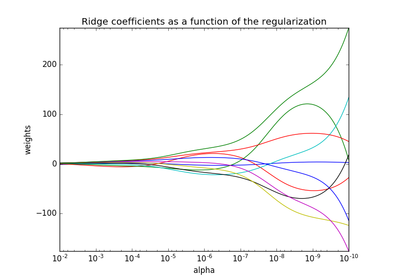 Ridge coefficients as a function of the regularization
weights
200
100
0
−100
10⁻² 10⁻³ 10⁻⁴ 10⁻⁵ 10⁻⁶ 10⁻⁷ 10⁻⁸ 10⁻⁹ 10⁻¹⁰
alpha